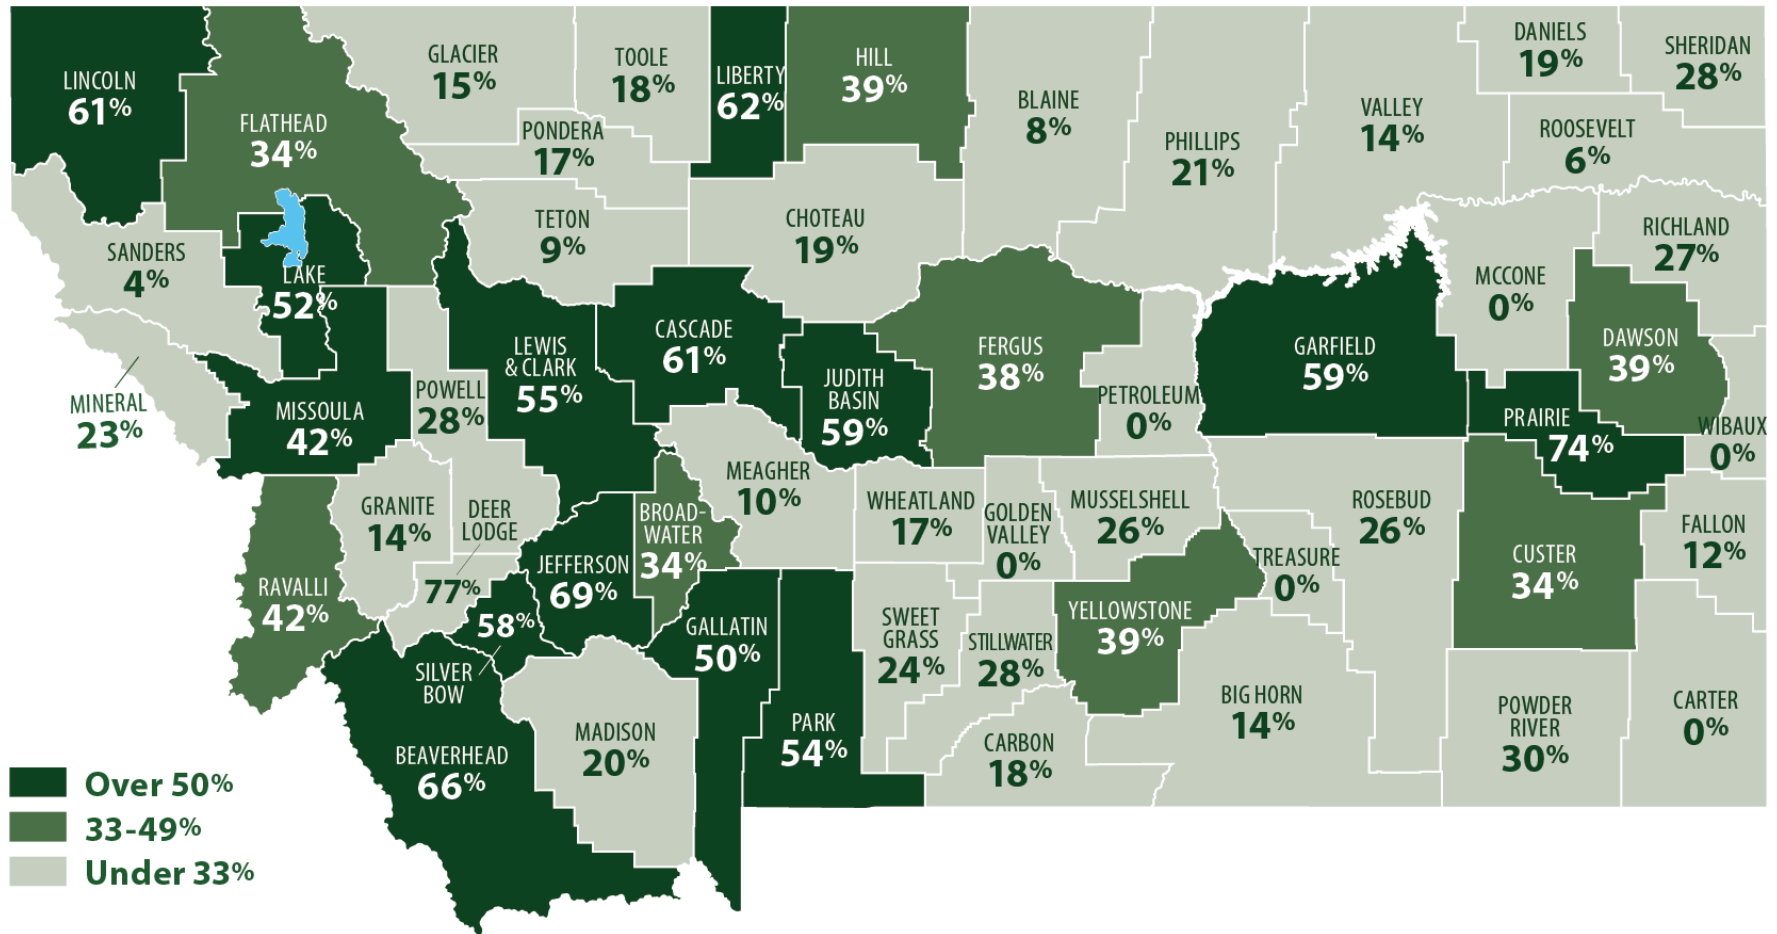 LINCOLN
61%
FLATHEAD
34%
GLACIER
15%
TOOLE
18%
LIBERTY
62%
HILL
39%
BLAINE
8%
PHILLIPS
21%
VALLEY
14%
DANIELS
19%
SHERIDAN
28%
ROOSEVELT
6%
PONDERA
17%
TETON
9%
CHOTEAU
19%
SANDERS
4%
LAKE
52%
RICHLAND
27%
MCCONE
0%
DAWSON
39%
MINERAL
23%
MISSOULA
42%
POWELL
28%
LEWIS
& CLARK
55%
CASCADE
61%
JUDITH
BASIN
59%
FERGUS
38%
PETROLEUM
0%
GARFIELD
59%
PRAIRIE
74%
WIBAUX
0%
GRANITE
14%
DEER
LODGE
77%
BROAD-
WATER
34%
MEAGHER
10%
WHEATLAND
17%
GOLDEN
VALLEY
0%
MUSSELSHELL
26%
ROSEBUD
26%
TREASURE
0%
CUSTER
34%
FALLON
12%
RAVALLI
42%
JEFFERSON
69%
58%
SILVER
BOW
GALLATIN
50%
SWEET
GRASS
24%
STILLWATER
28%
YELLOWSTONE
39%
BEAVERHEAD
66%
MADISON
20%
PARK
54%
CARBON
18%
BIG HORN
14%
POWDER
RIVER
30%
CARTER
0%
Over 50%
33-49%
Under 33%